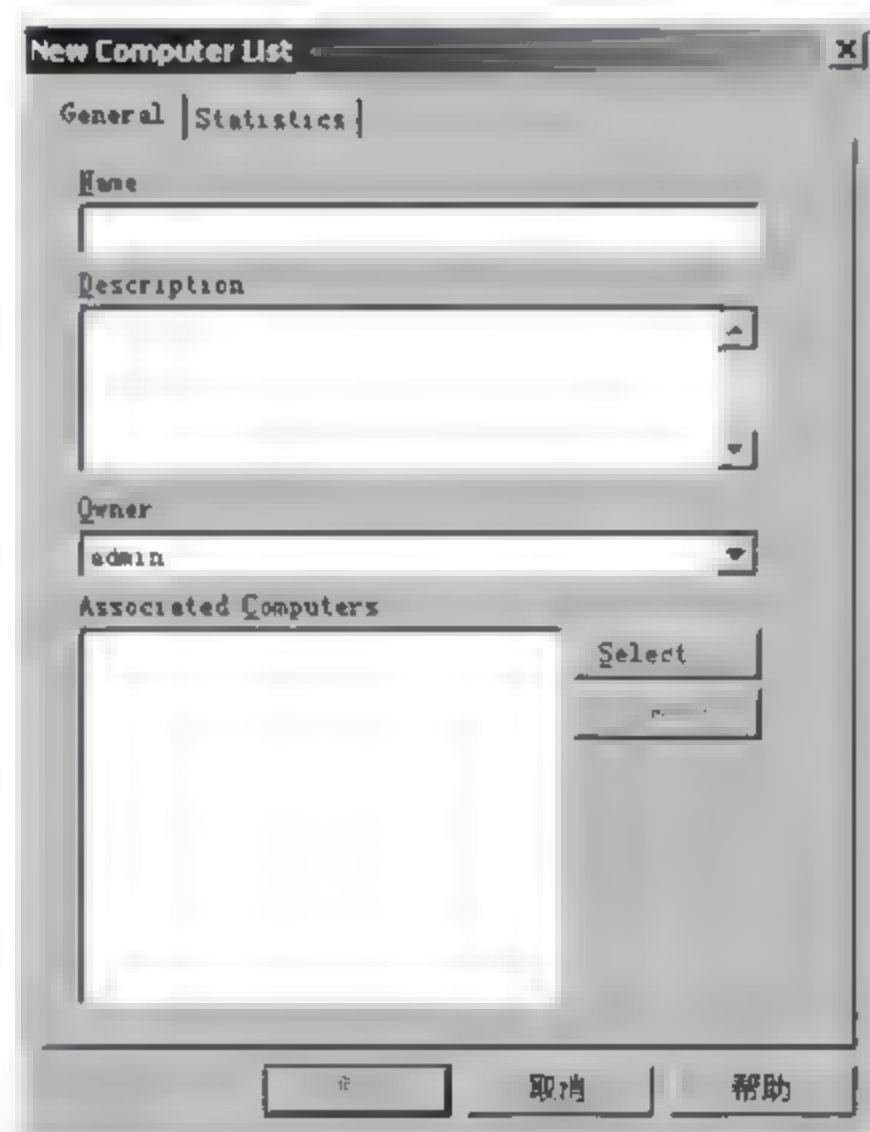 New Computer List
General
Statistics
Name
Description
Owner
admin
Associated Computers
Select
取消
帮助